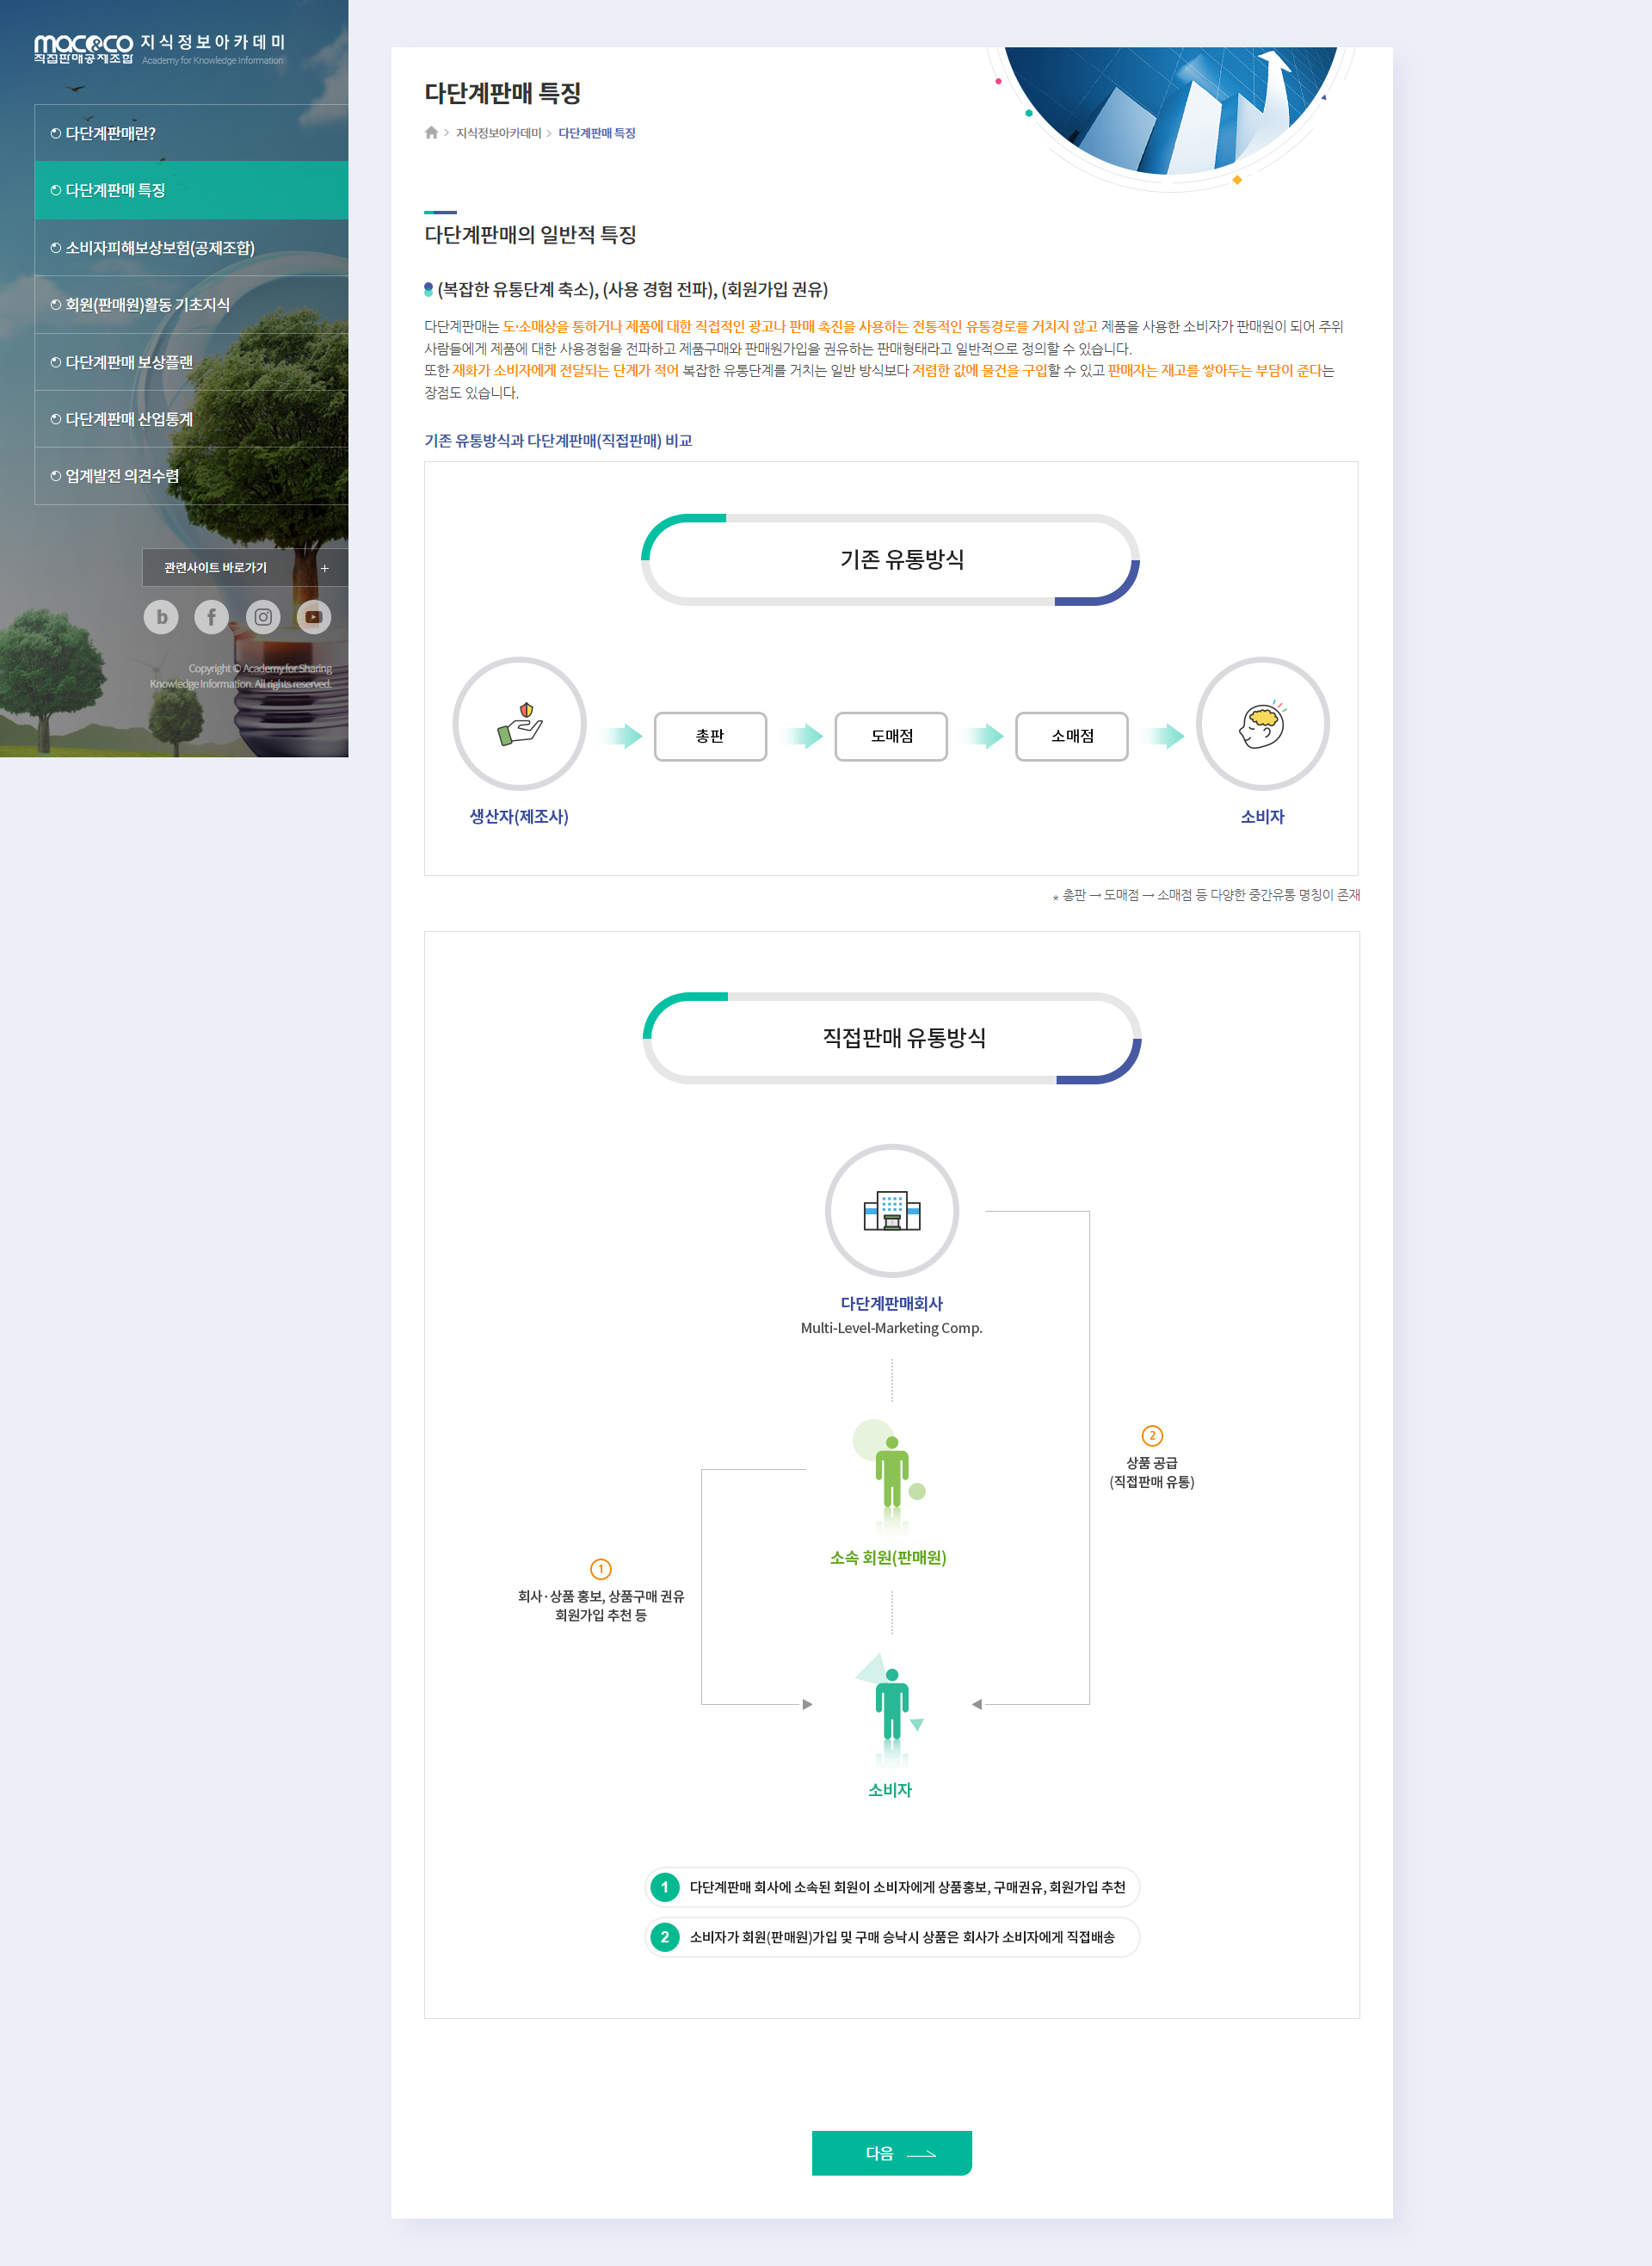 maco&co
직접판매공제조합
지식정보아카데미
Academy for Knowledge Information
다단계판매란?
다단계판매 특징
소비자피해보상보험(공제조합)
회원(판매원)활동 기초지식
다단계판매 보상플랜
다단계판매 산업통계
업계발전 의견수렴
관련사이트 바로가기 +
Copyright © Academy for Sharing
Knowledge Information. All rights reserved.
다단계판매 특징
> 지식정보아카데미 > 다단계판매 특징
다단계판매의 일반적 특징
(복잡한 유통단계 축소), (사용 경험 전파), (회원가입 권유)
다단계판매는 도·소매상을 통하거나 제품에 대한 직접적인 광고나 판매 촉진을 사용하는 전통적인 유통경로를 거치지 않고 제품을 사용한 소비자가 판매원이 되어 주위
사람들에게 제품에 대한 사용경험을 전파하고 제품구매와 판매원가입을 권유하는 판매형태라고 일반적으로 정의할 수 있습니다.
또한 재화가 소비자에게 전달되는 단계가 적어 복잡한 유통단계를 거치는 일반 방식보다 저렴한 값에 물건을 구입할 수 있고 판매자는 재고를 쌓아두는 부담이 준다는
장점도 있습니다.
기존 유통방식과 다단계판매(직접판매) 비교
기존 유통방식
총판
도매점
소매점
생산자(제조사)
소비자
* 총판 → 도매점 → 소매점 등 다양한 중간유통 명칭이 존재
직접판매 유통방식
다단계판매회사
Multi-Level-Marketing Comp.
2
상품 공급
(직접판매 유통)
소속 회원(판매원)
1
회사·상품 홍보, 상품구매 권유
회원가입 추천 등
소비자
1 다단계판매 회사에 소속된 회원이 소비자에게 상품홍보, 구매권유, 회원가입 추천
2 소비자가 회원(판매원)가입 및 구매 승낙시 상품은 회사가 소비자에게 직접배송
다음